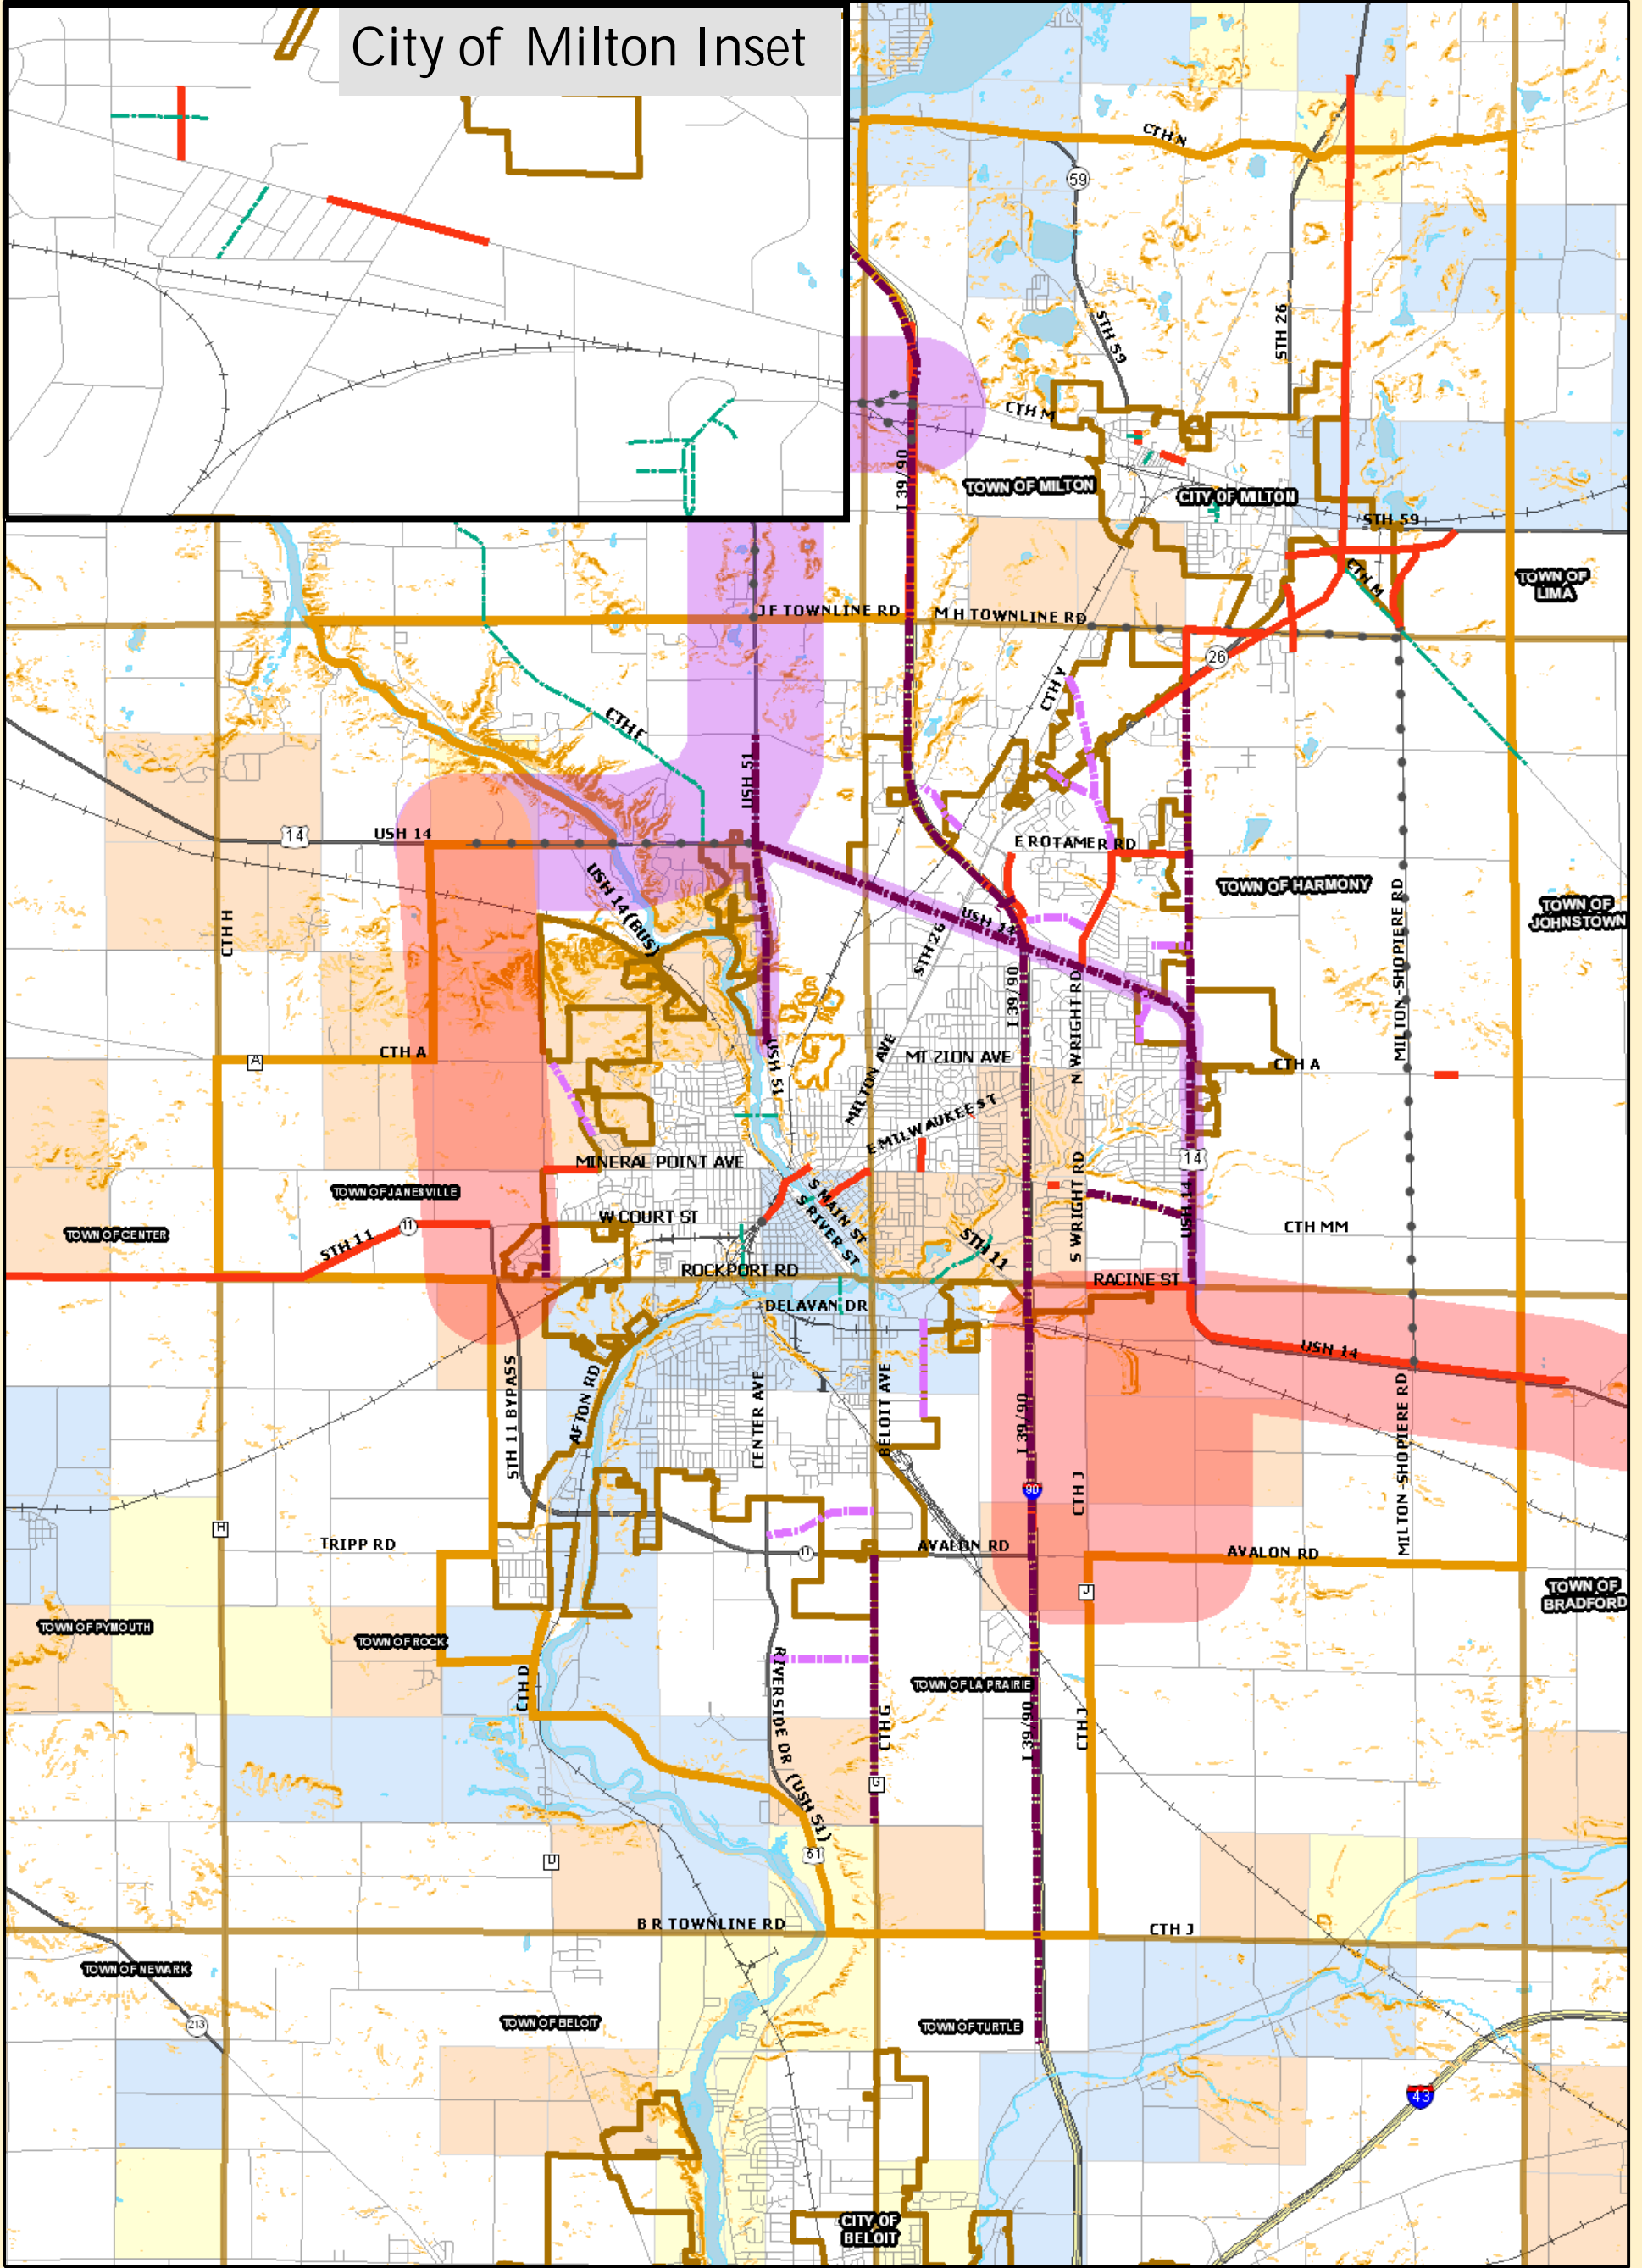 City of Milton Inset
CTH N
59
STH 59
STH 26
CTH M
I 39/90
TOWN OF MILTON
CITY OF MILTON
STH 59
CTH M
TOWN OF
LIMA
JF TOWNLINE RD
M H TOWNLINE RD
26
CTH Y
CTH F
USH 51
14
USH 14
E ROTAMER RD
USH 14 (BUS)
TOWN OF HARMONY
TOWN OF
JOHNSTOWN
CTH H
USH 14
STH 26
I 39/90
N WRIGHT RD
MILTON-SHOPIERE RD
CTH A
A
USH 51
MILTON AVE
MT ZION AVE
CTH A
E MILWAUKEE ST
MINERAL POINT AVE
14
TOWN OF JANESVILLE
S MAIN ST
S RIVER ST
S WRIGHT RD
USH 14
W COURT ST
11
STH 11
TOWN OF CENTER
STH 11
CTH MM
ROCKPORT RD
RACINE ST
DELAVAN DR
USH 14
STH 11 BYPASS
AFTON RD
CENTER AVE
BELOIT AVE
I 39/90
MILTON-SHOPIERE RD
CTH J
90
H
TRIPP RD
11
AVALON RD
AVALON RD
J
TOWN OF
BRADFORD
TOWN OF PYMOUTH
TOWN OF ROCK
CTH D
RIVERSIDE DR (USH 51)
TOWN OF LA PRAIRIE
CTH G
I 39/90
CTH J
G
51
D
B R TOWNLINE RD
CTH J
TOWN OF NEWARK
213
TOWN OF BELOIT
TOWN OF TURTLE
43
CITY OF
BELOIT